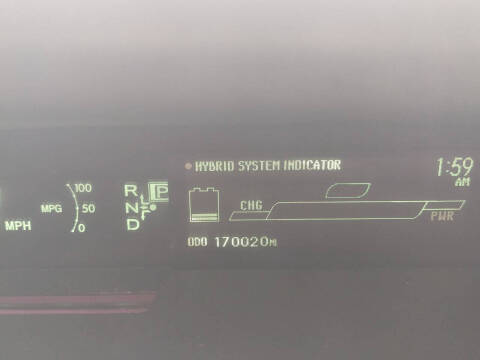 HYBRID SYSTEM INDICATOR
1:59
AM
100
R P
MPG 50
N
CHG
MPH
0
D
PWR
ODO 170020MI